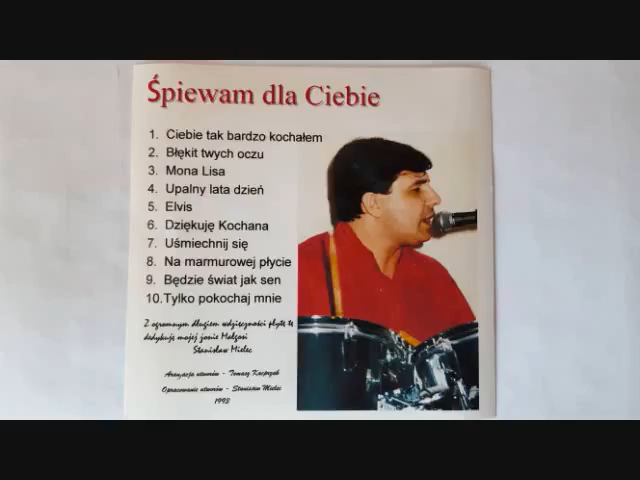 Śpiewam dla Ciebie
1. Ciebie tak bardzo kochałem
2. Błękit twych oczu
3. Mona Lisa
4. Upalny lata dzień
5. Elvis
6. Dziękuję Kochana
7. Uśmiechnij się
8. Na marmurowej płycie
9. Będzie świat jak sen
10. Tylko pokochaj mnie
Z ogromnym długiem wdzięczności płytę tę
dedykuję mojej żonie Małgosi
Stanisław Mielec
Aranżacja utworów - Tomasz Kacprzak
Opracowanie utworów - Stanisław Mielec
1993